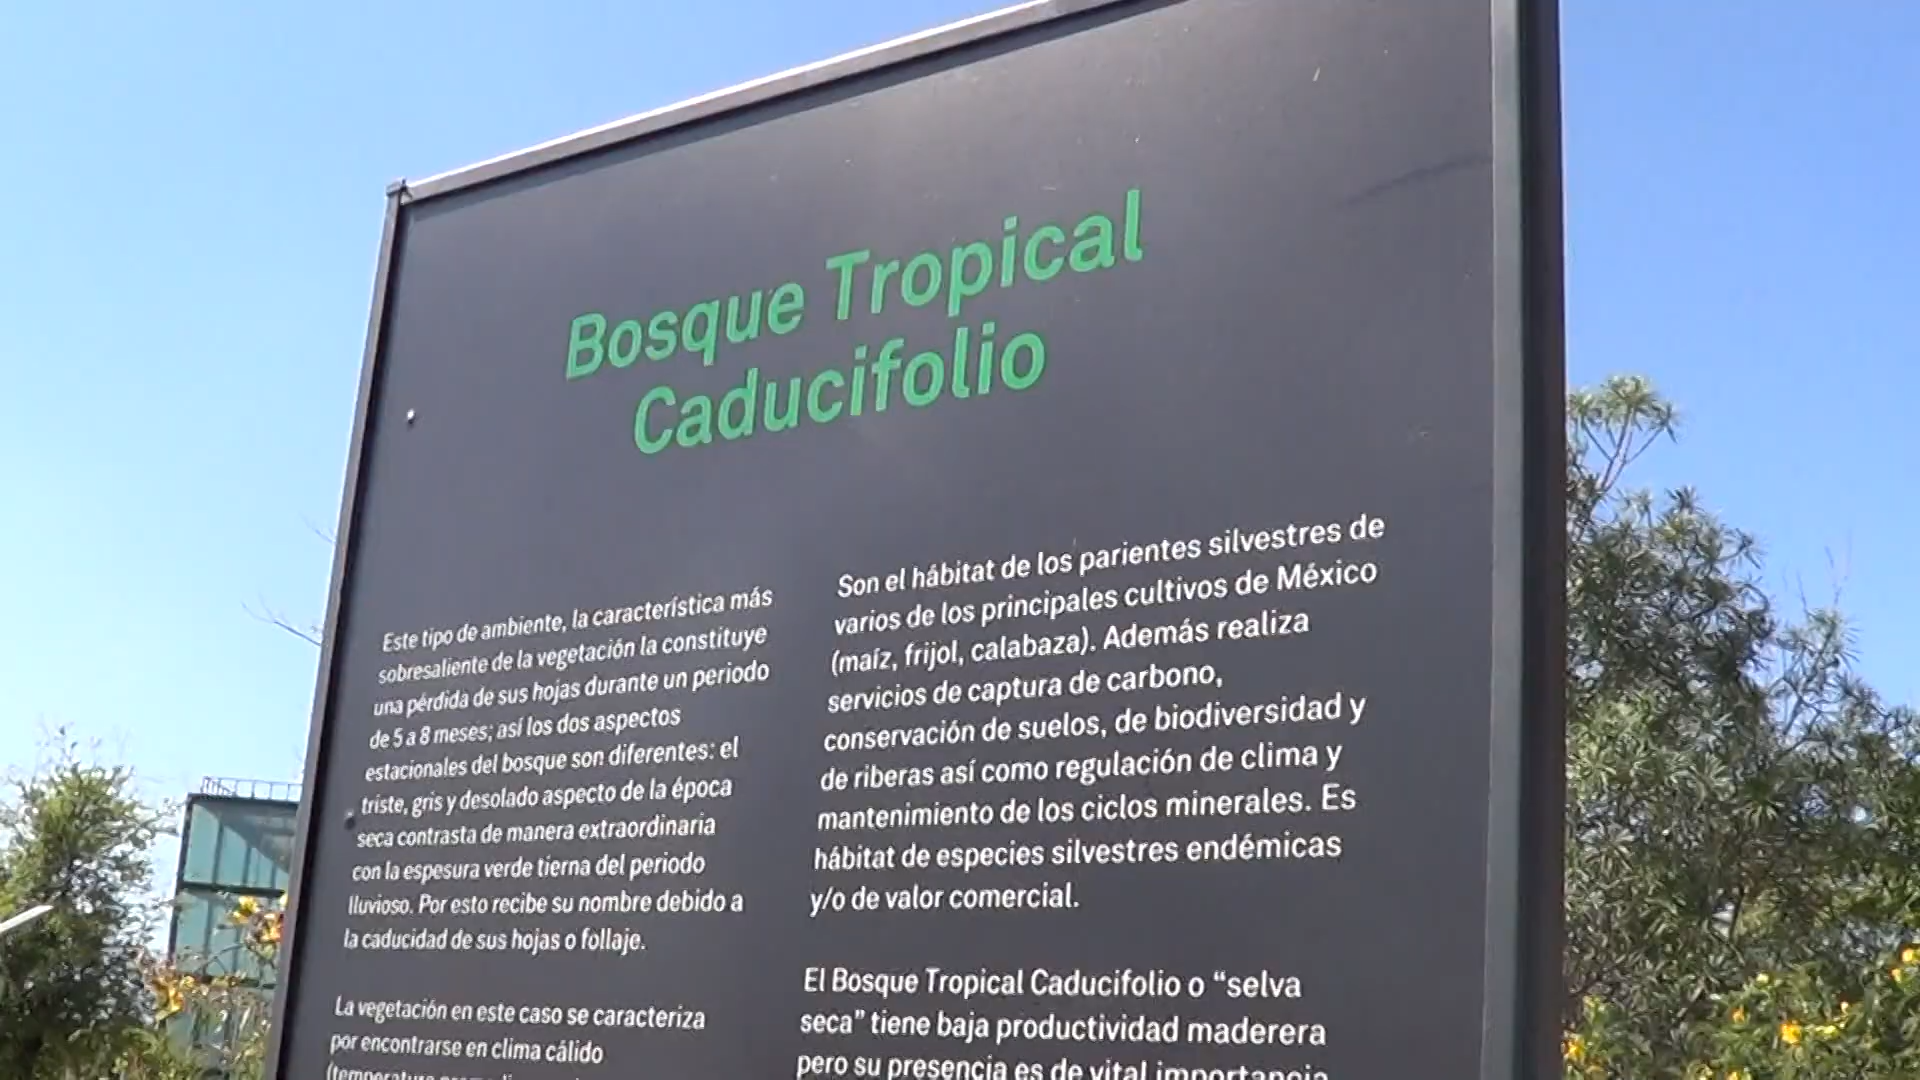 Bosque Tropical
Caducifolio
Este tipo de ambiente, la característica más
sobresaliente de la vegetación la constituye
una pérdida de sus hojas durante un periodo
de 5 a 8 meses; así los dos aspectos
estacionales del bosque son diferentes: el
triste, gris y desolado aspecto de la época
seca contrasta de manera extraordinaria
con la espesura verde tierna del periodo
lluvioso. Por esto recibe su nombre debido a
la caducidad de sus hojas o follaje.
La vegetación en este caso se caracteriza
por encontrarse en clima cálido
Son el hábitat de los parientes silvestres de
varios de los principales cultivos de México
(maíz, frijol, calabaza). Además realiza
servicios de captura de carbono,
conservación de suelos, de biodiversidad y
de riberas así como regulación de clima y
mantenimiento de los ciclos minerales. Es
hábitat de especies silvestres endémicas
y/o de valor comercial.
El Bosque Tropical Caducifolio o “selva
seca” tiene baja productividad maderera
pero su presencia es de vital importancia